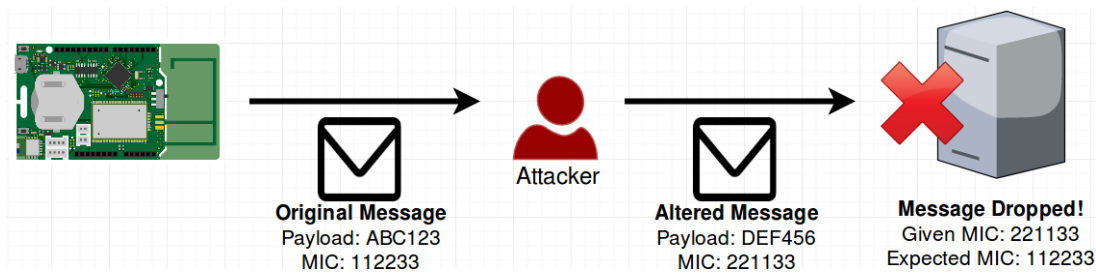 Attacker
Original Message
Payload: ABC123
MIC: 112233
Altered Message
Payload: DEF456
MIC: 221133
Message Dropped!
Given MIC: 221133
Expected MIC: 112233